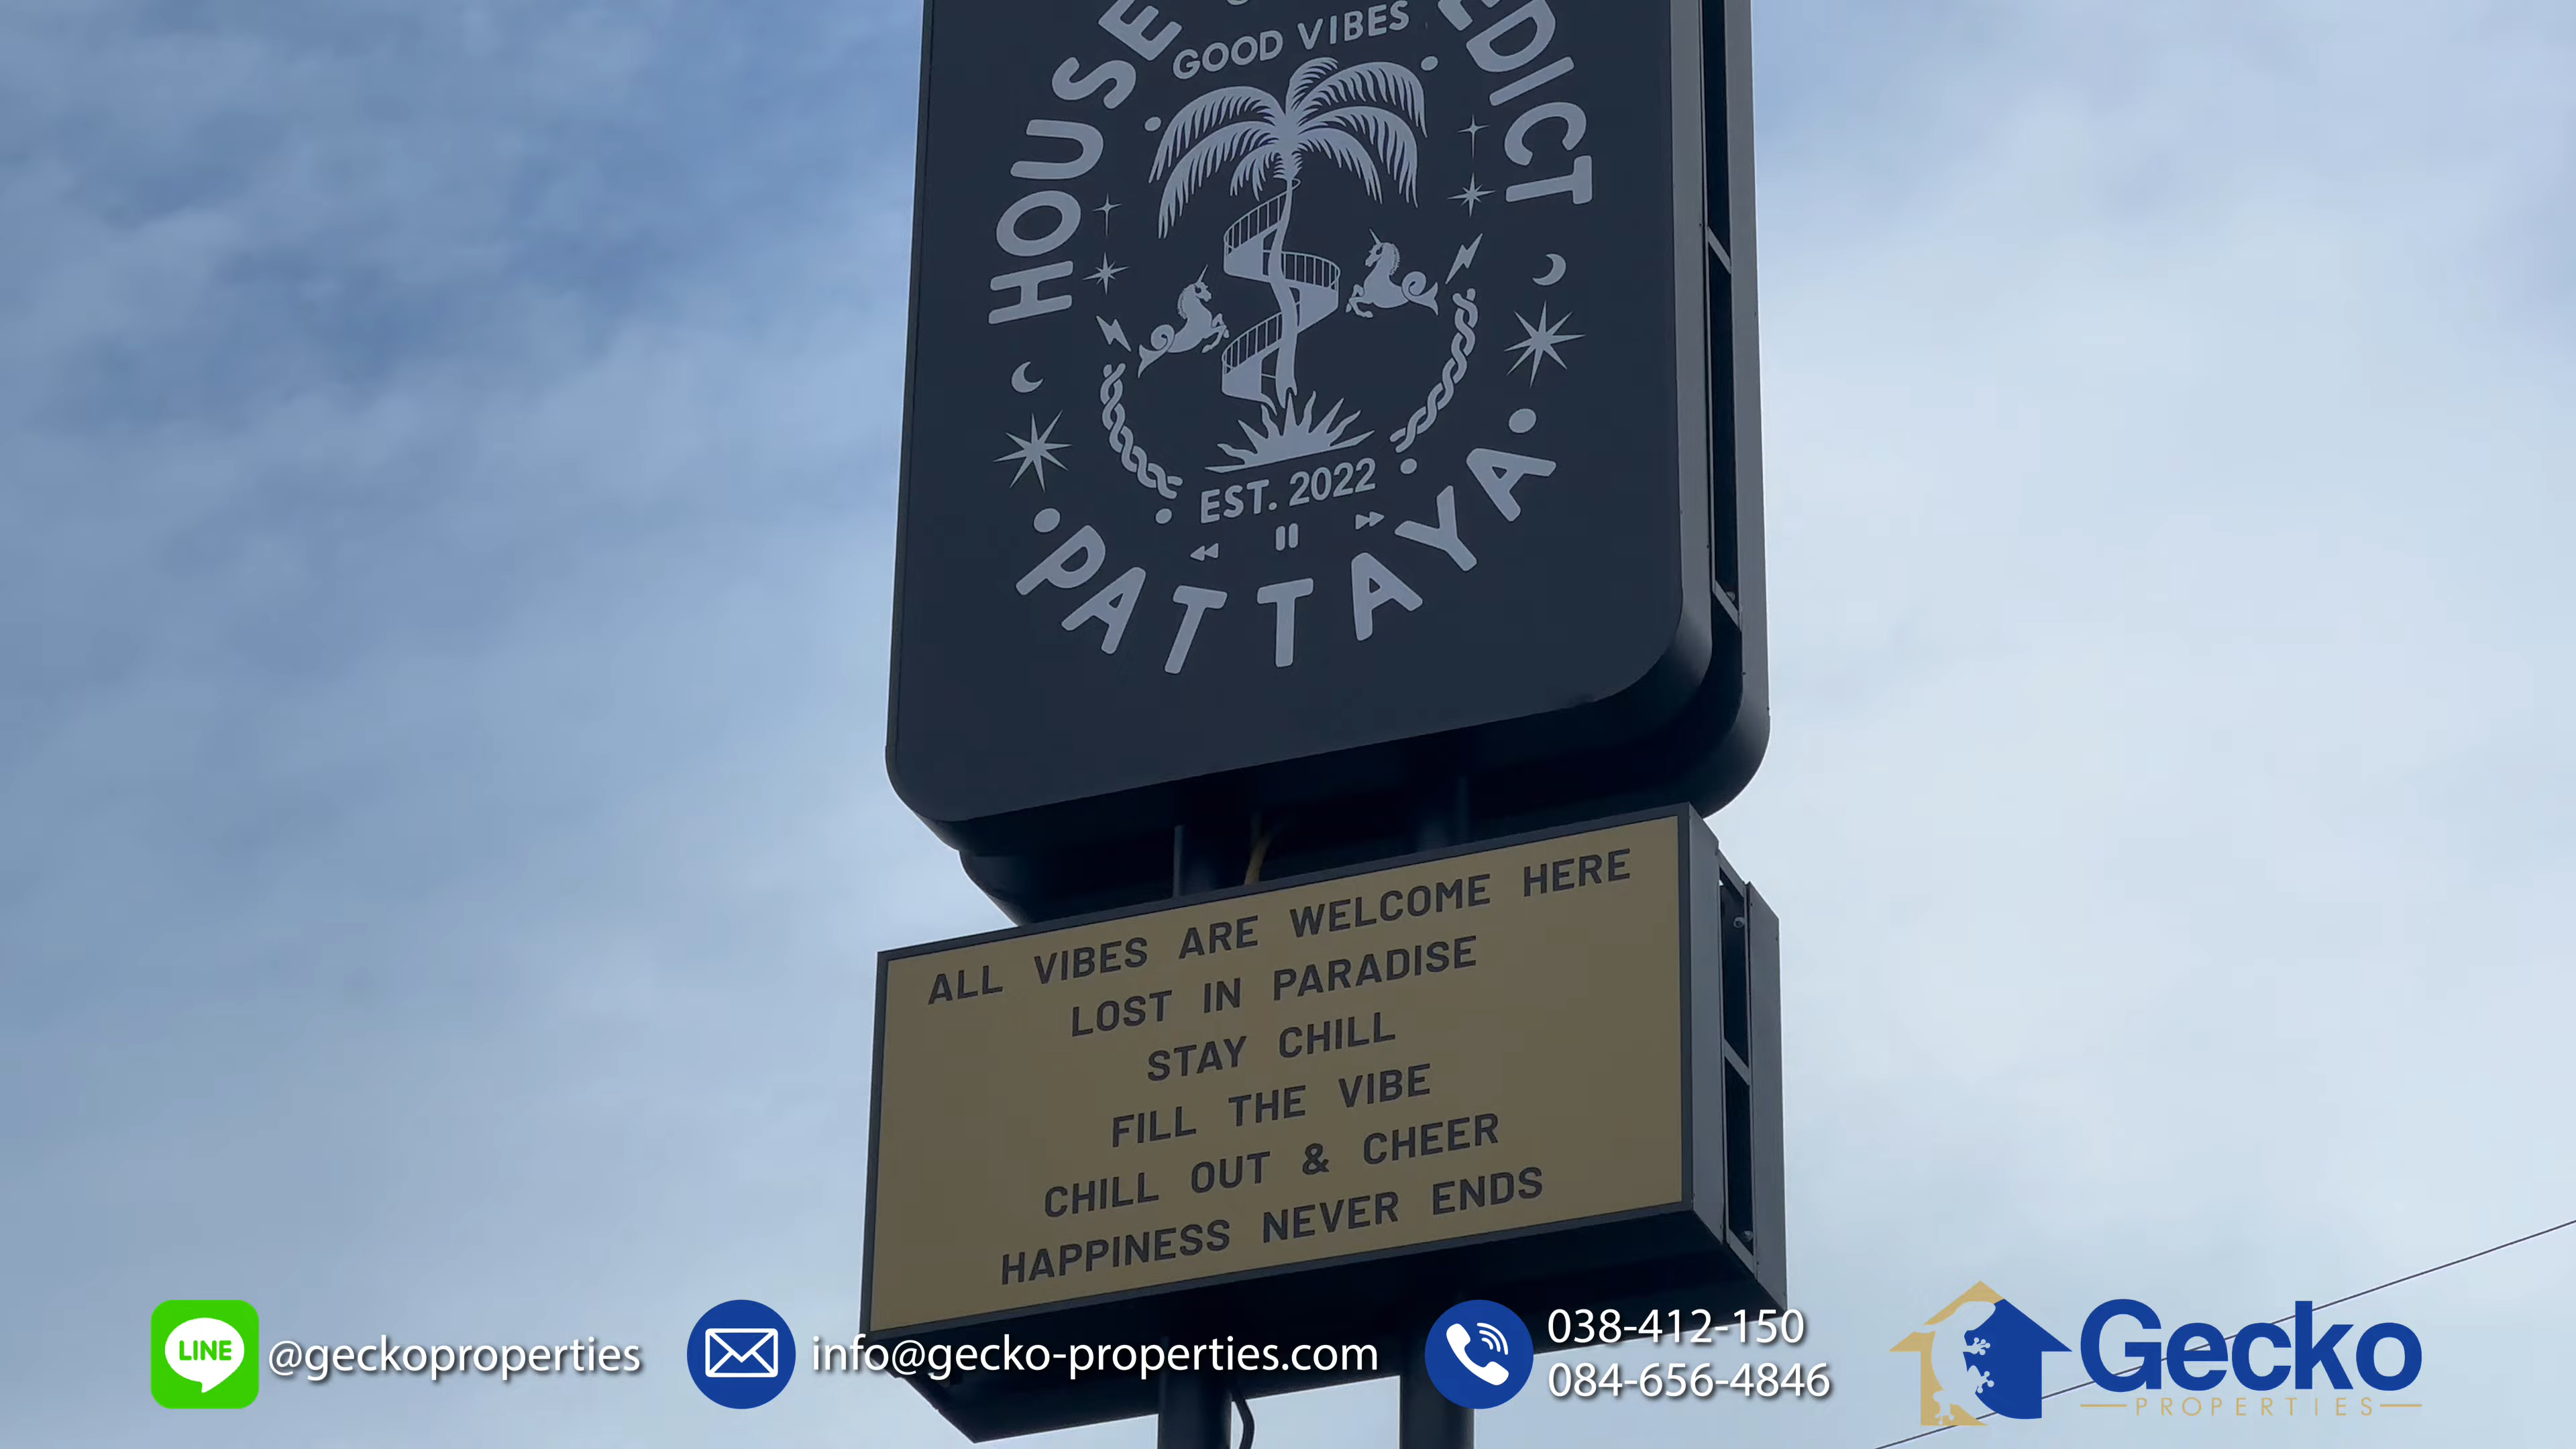 HOUSE
GOOD VIBES
EST. 2022
PATTAYA
ALL VIBES ARE WELCOME HERE
LOST IN PARADISE
STAY CHILL
FILL THE VIBE
CHILL OUT & CHEER
HAPPINESS NEVER ENDS
LINE
@geckoproperties
info@gecko-properties.com
038-412-150
084-656-4846
Gecko
PROPERTIES